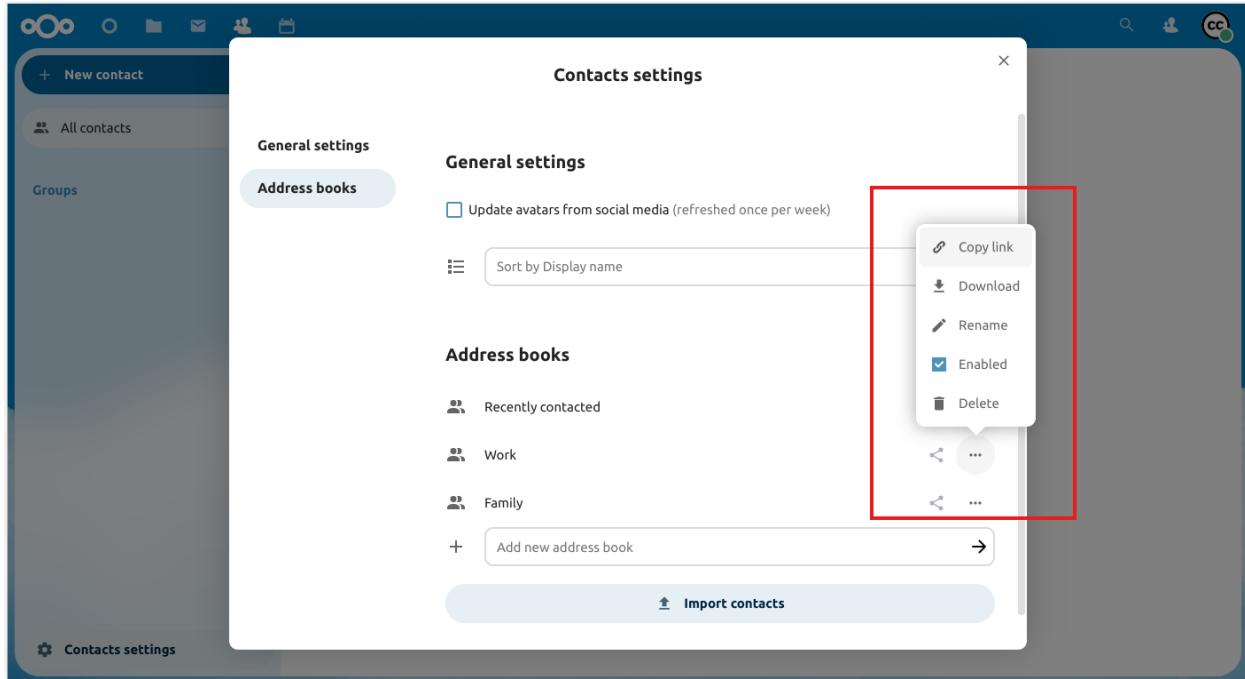 CC
New contact
All contacts
Groups
Contacts settings
Contacts settings
General settings
Address books
General settings
Update avatars from social media (refreshed once per week)
Sort by Display name
Address books
Recently contacted
Work
Family
Add new address book
Import contacts
Copy link
Download
Rename
Enabled
Delete